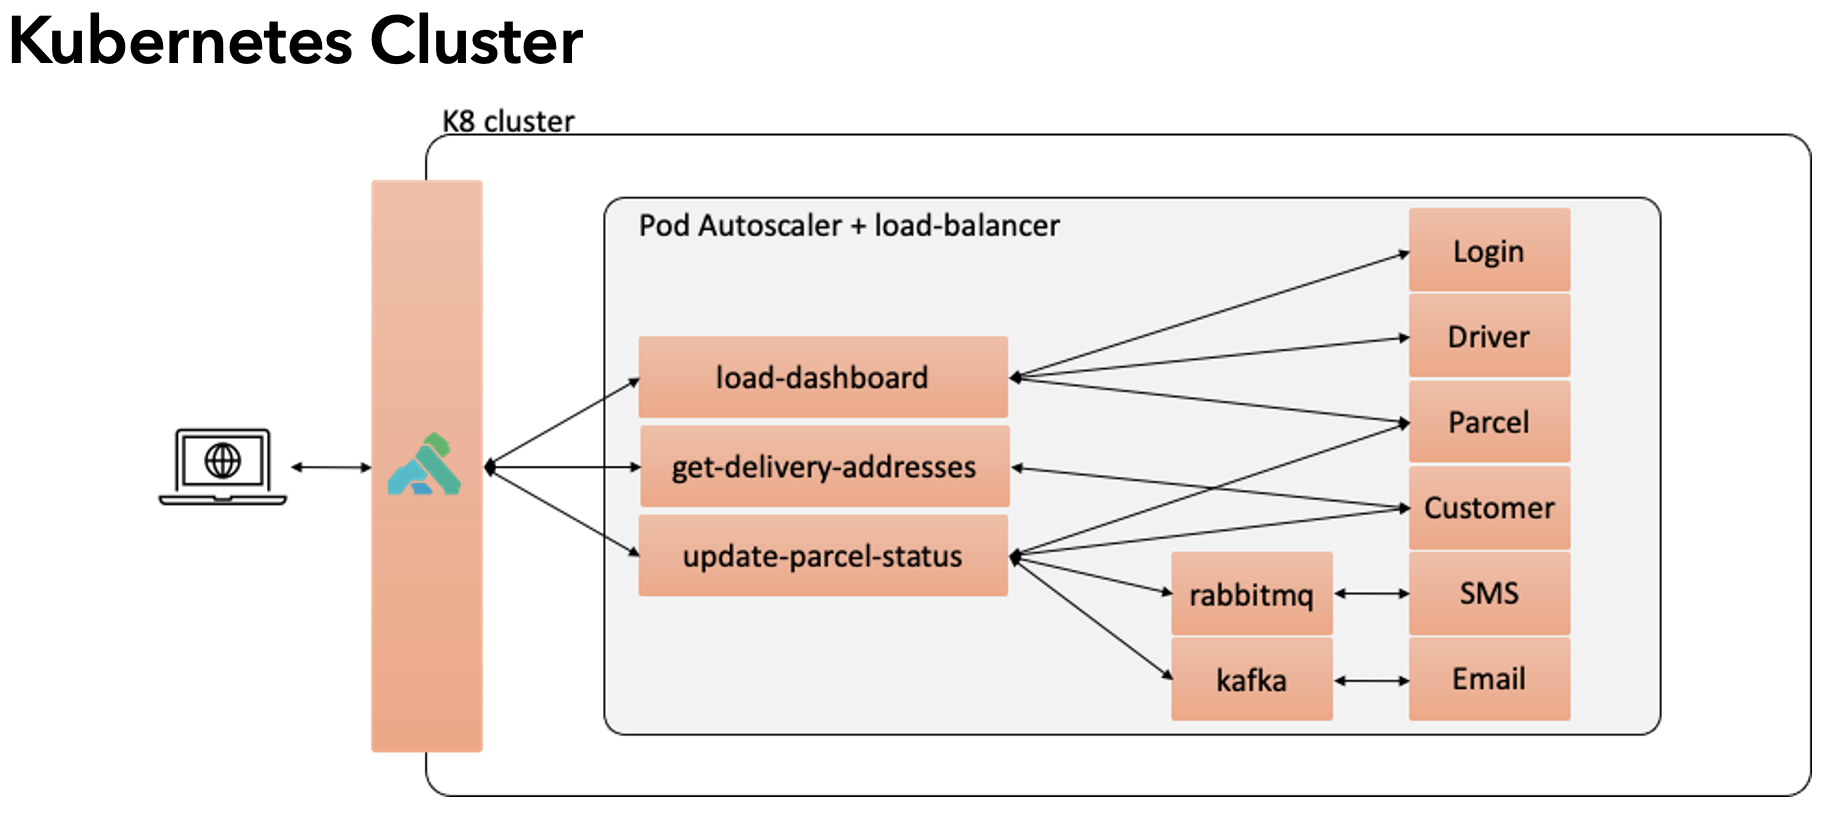 Kubernetes Cluster
K8 cluster
Pod Autoscaler + load-balancer
Login
Driver
load-dashboard
Parcel
get-delivery-addresses
Customer
update-parcel-status
rabbitmq
SMS
kafka
Email